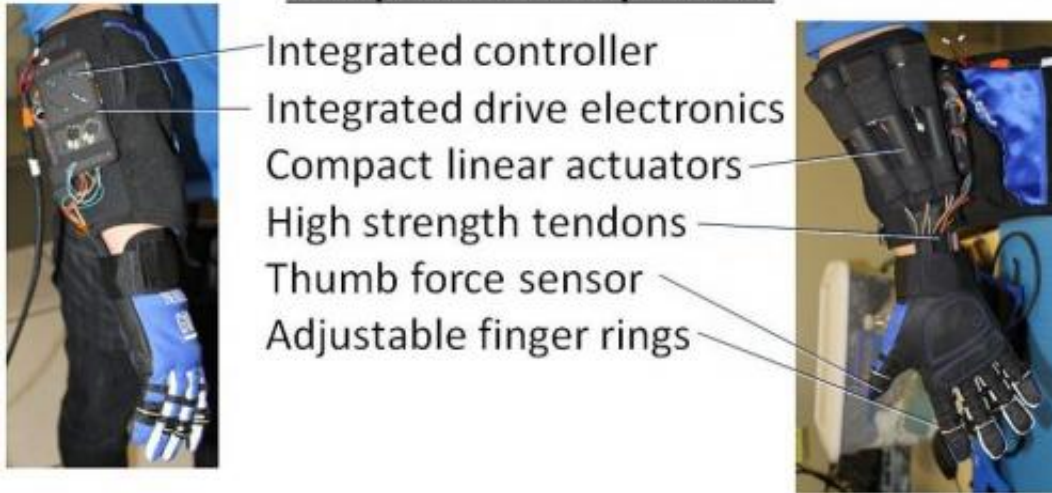 Integrated controller
Integrated drive electronics
Compact linear actuators
High strength tendons
Thumb force sensor
Adjustable finger rings